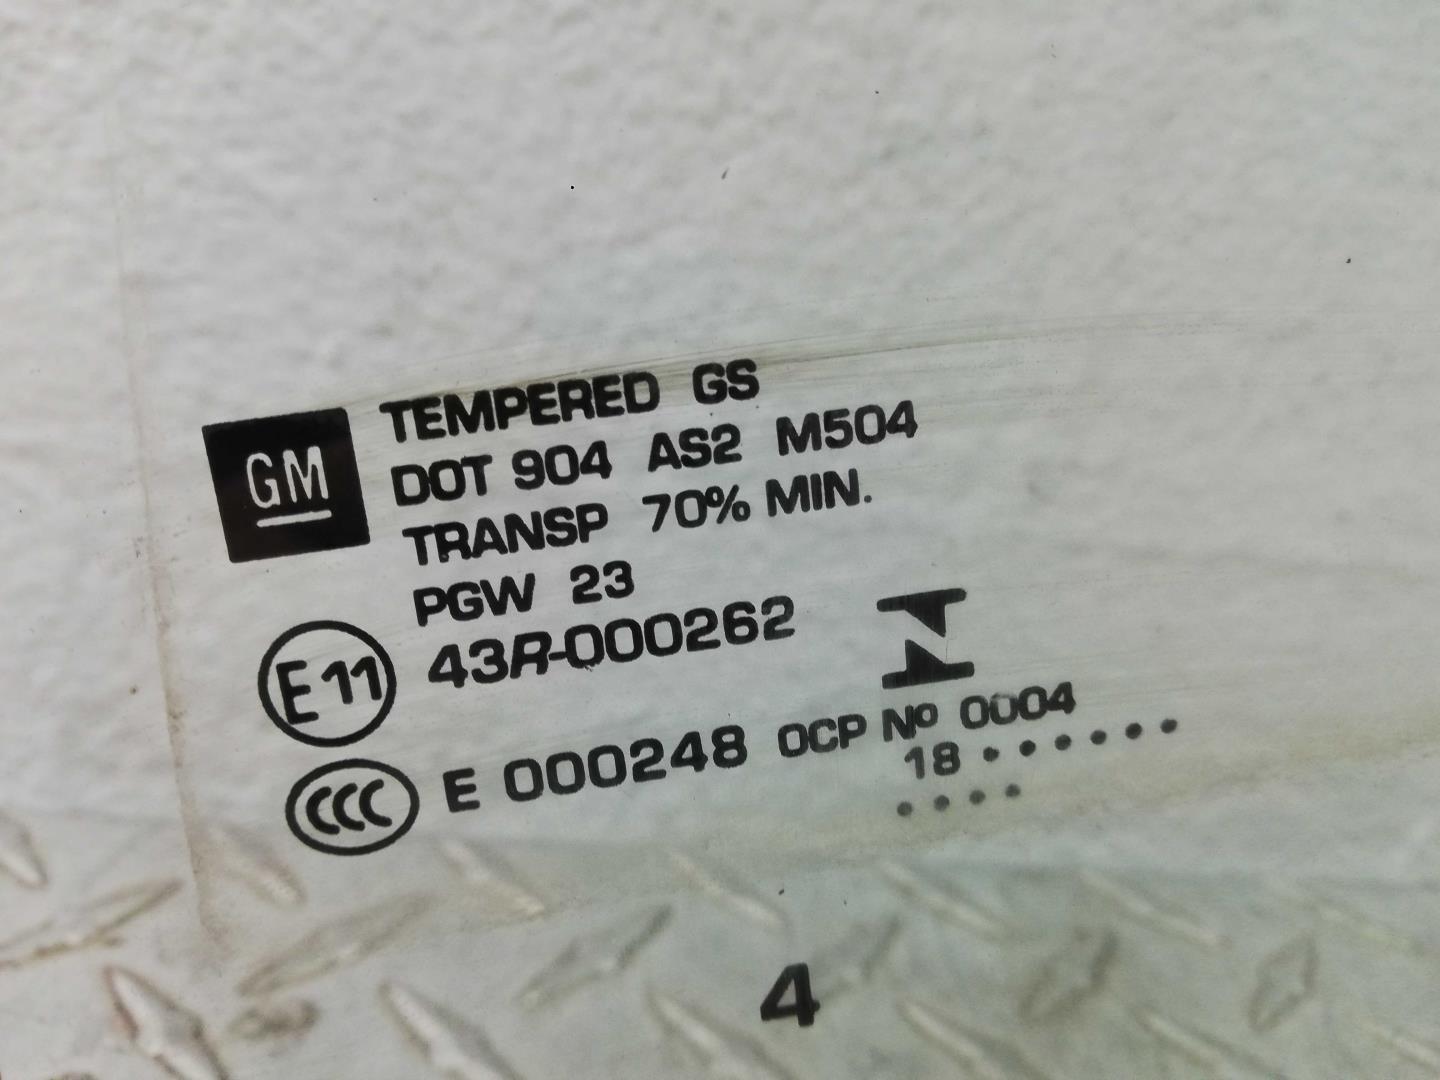 GM
TEMPERED GS
DOT 904 AS2 M504
TRANSP 70% MIN.
PGW 23
E11 43R-000262
CCC E 000248 OCP Nº 0004
18 • • • • • •
• • • •
4